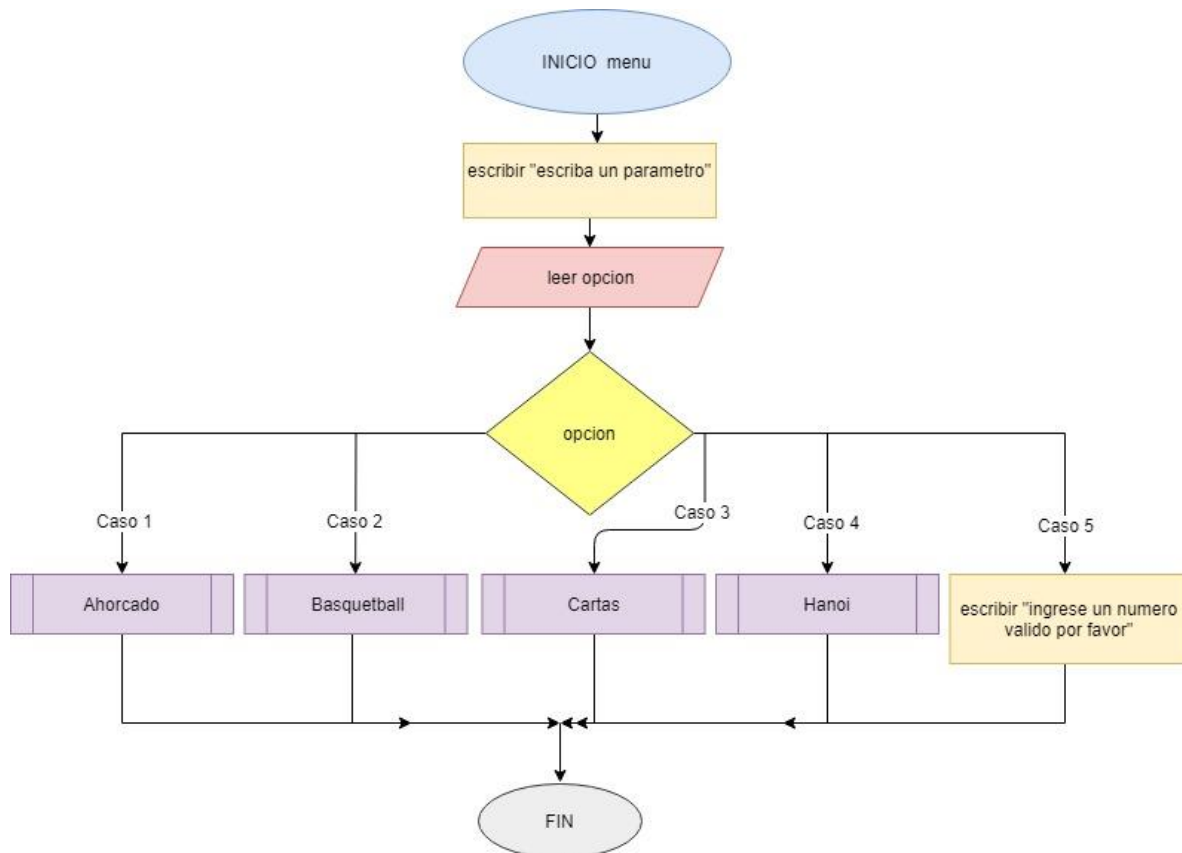 INICIO menu
escribir "escriba un parametro"
leer opcion
opcion
Caso 1
Caso 2
Caso 3
Caso 4
Caso 5
Ahorcado
Basquetball
Cartas
Hanoi
escribir "ingrese un numero
valido por favor"
FIN